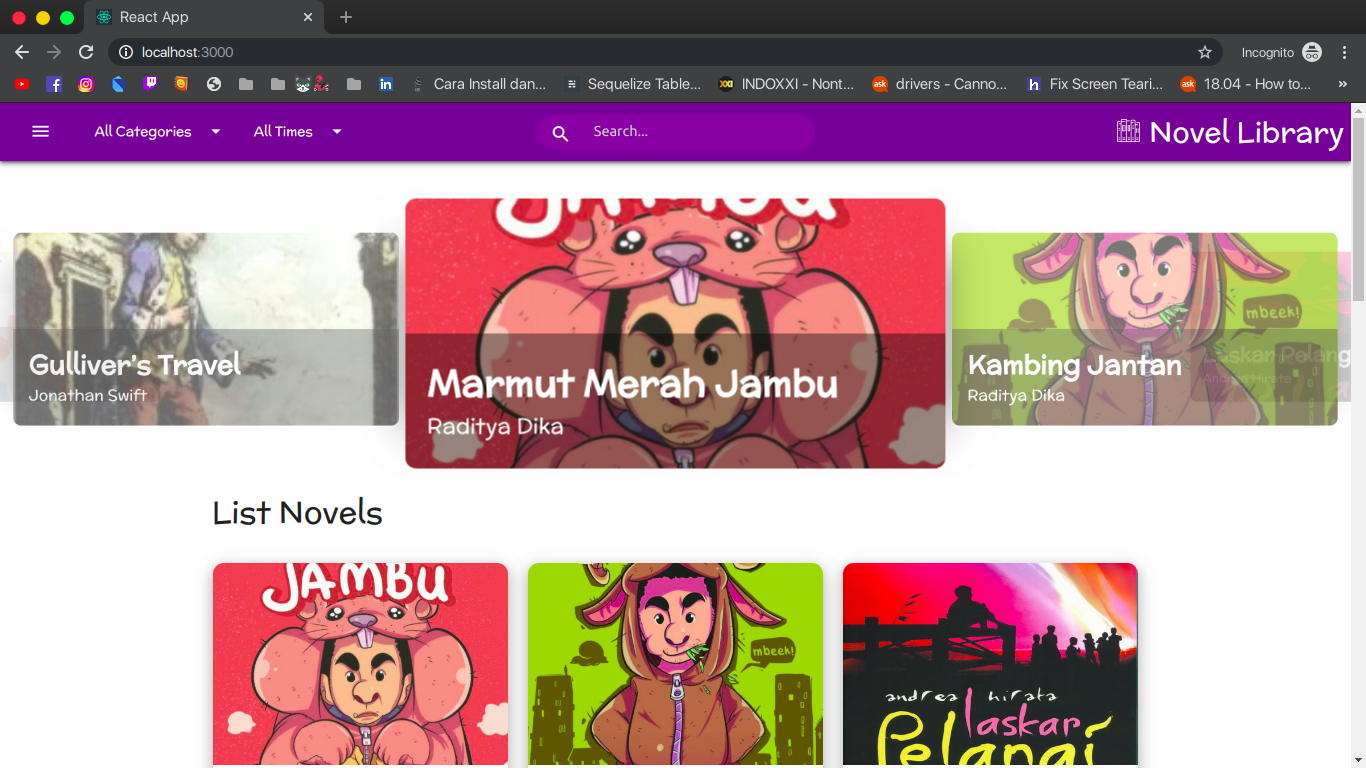 React App
localhost:3000
Incognito
Cara Install dan...
Sequelize Table...
INDOXXI - Nont...
drivers - Canno...
Fix Screen Teari...
18.04 - How to...
All Categories
All Times
Search...
Novel Library
JAMBU
mbeek!
Gulliver's Travel
Jonathan Swift
Marmut Merah Jambu
Raditya Dika
Kambing Jantan
Raditya Dika
Laskar Pelang
Andrea Hirata
List Novels
JAMBU
mbeek!
andrea hirata
laskar
Pelangi